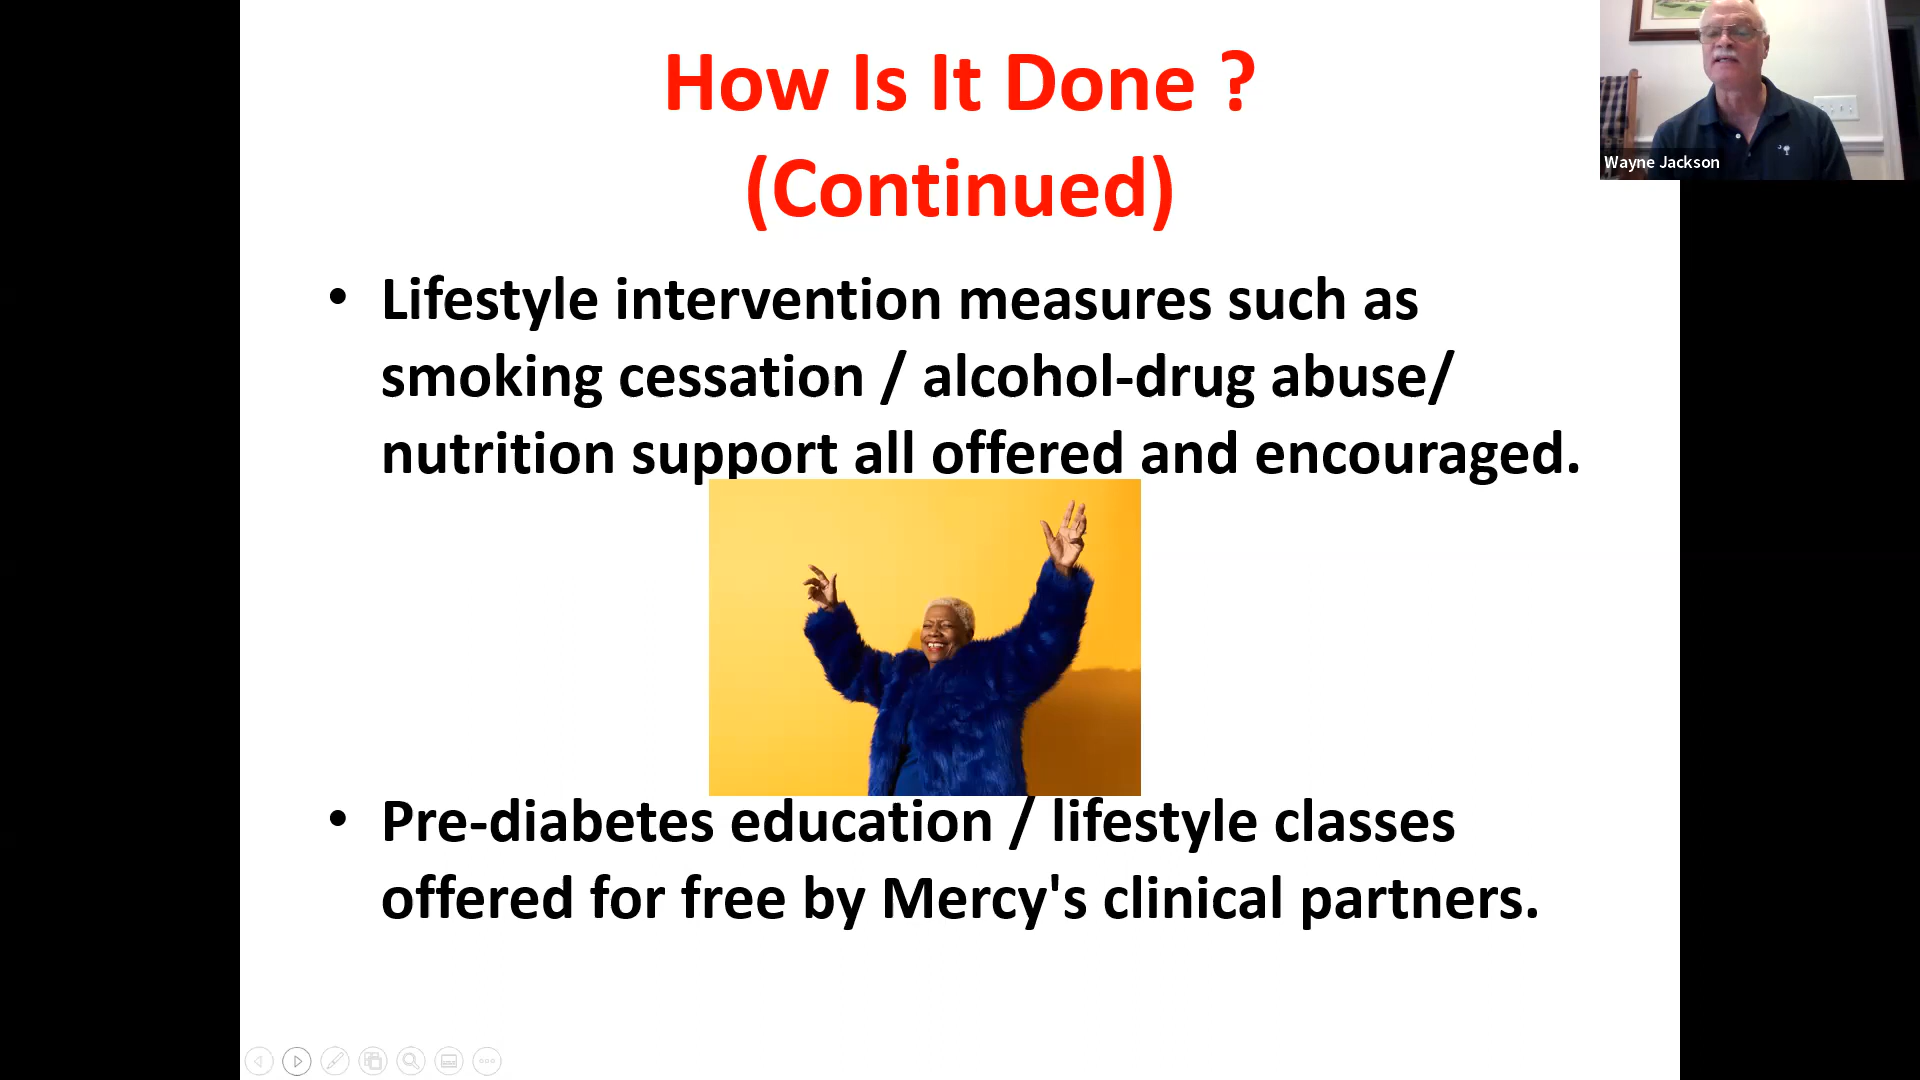 How Is It Done ?
(Continued)
Wayne Jackson
• Lifestyle intervention measures such as
smoking cessation / alcohol-drug abuse/
nutrition support all offered and encouraged.
• Pre-diabetes education / lifestyle classes
offered for free by Mercy's clinical partners.